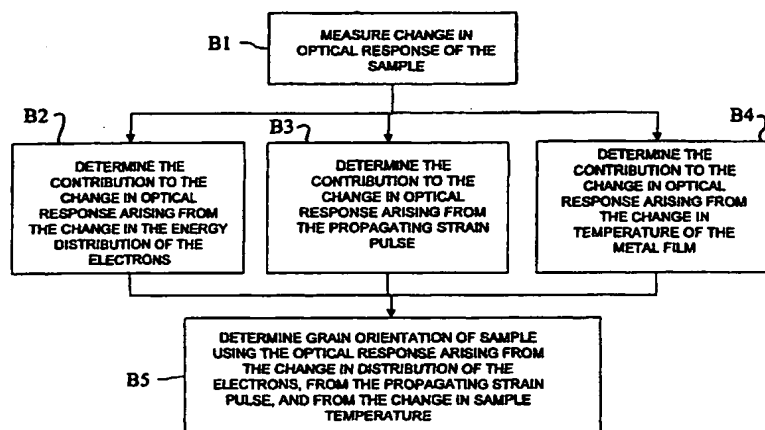 B1
MEASURE CHANGE IN
OPTICAL RESPONSE OF THE
SAMPLE
B2
DETERMINE THE
CONTRIBUTION TO THE
CHANGE IN OPTICAL
RESPONSE ARISING FROM
THE CHANGE IN THE ENERGY
DISTRIBUTION OF THE
ELECTRONS
B3
DETERMINE THE
CONTRIBUTION TO THE
CHANGE IN OPTICAL
RESPONSE ARISING FROM
THE PROPAGATING STRAIN
PULSE
B4
DETERMINE THE
CONTRIBUTION TO THE
CHANGE IN OPTICAL
RESPONSE ARISING FROM
THE CHANGE IN
TEMPERATURE OF THE
METAL FILM
B5
DETERMINE GRAIN ORIENTATION OF SAMPLE
USING THE OPTICAL RESPONSE ARISING FROM
THE CHANGE IN DISTRIBUTION OF THE
ELECTRONS, FROM THE PROPAGATING STRAIN
PULSE, AND FROM THE CHANGE IN SAMPLE
TEMPERATURE